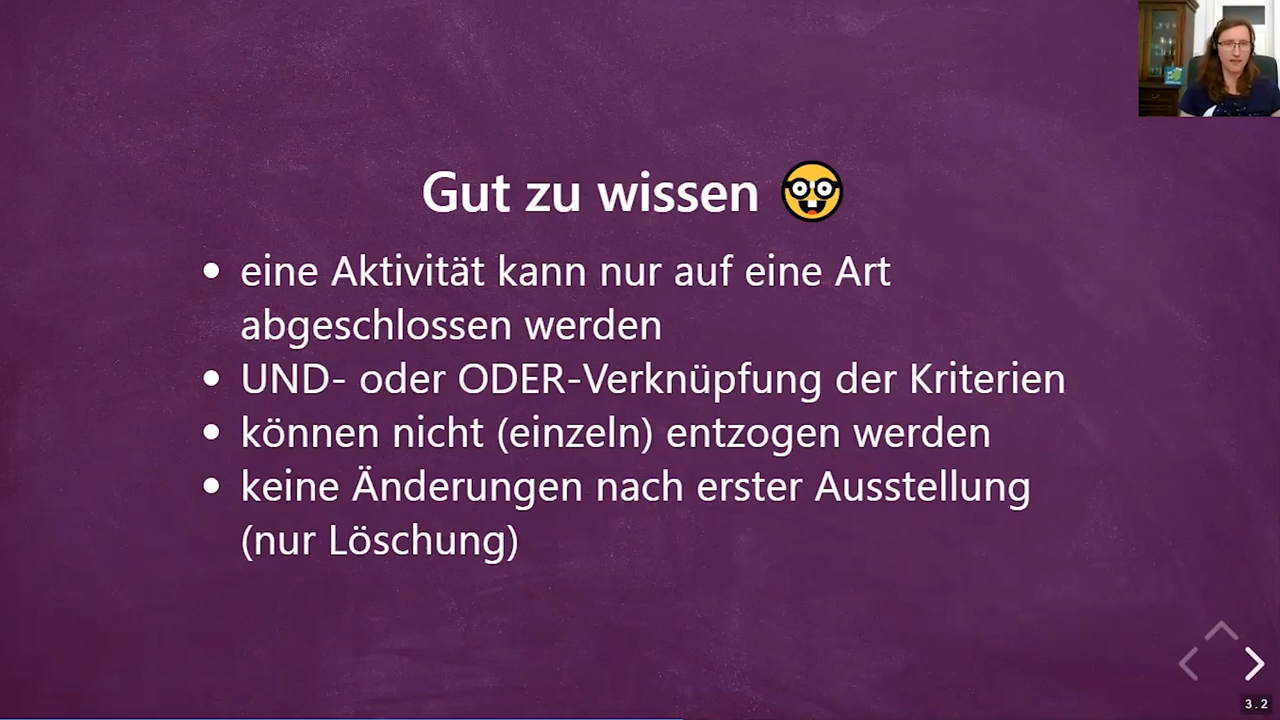 Gut zu wissen 🤓
eine Aktivität kann nur auf eine Art
abgeschlossen werden
UND- oder ODER-Verknüpfung der Kriterien
können nicht (einzeln) entzogen werden
keine Änderungen nach erster Ausstellung
(nur Löschung)
3.2